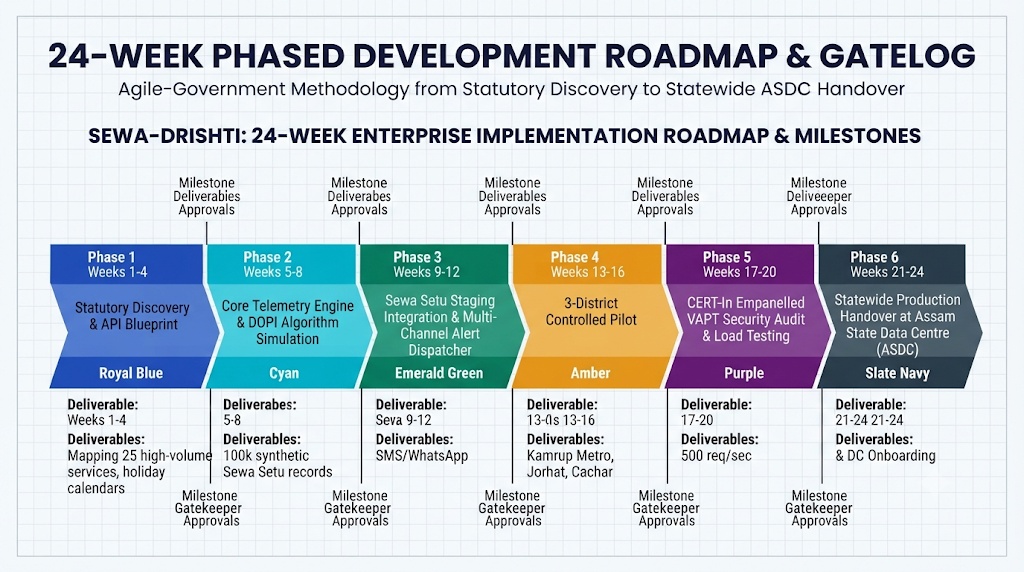 24-WEEK PHASED DEVELOPMENT ROADMAP & GATELOG
Agile-Government Methodology from Statutory Discovery to Statewide ASDC Handover
SEWA-DRISHTI: 24-WEEK ENTERPRISE IMPLEMENTATION ROADMAP & MILESTONES
Milestone
Deliverabies
Approvals
Milestone
Deliverabes
Approvals
Milestone
Deliverables
Approvals
Milestone
Deliverables
Approvals
Milestone
Deliveeeper
Approvals
Phase 1
Weeks 1-4
Statutory Discovery
& API Blueprint
Royal Blue
Phase 2
Weeks 5-8
Core Telemetry Engine
& DOPI Algorithm
Simulation
Cyan
Phase 3
Weeks 9-12
Sewa Setu Staging
Integration & Multi-
Channel Alert
Dispatcher
Emerald Green
Phase 4
Weeks 13-16
3-District
Controlled Pilot
Amber
Phase 5
Weeks 17-20
CERT-In Empanelled
VAPT Security Audit
& Load Testing
Purple
Phase 6
Weeks 21-24
Statewide Production
Handover at Assam
State Data Centre
(ASDC)
Slate Navy
Deliverable:
Weeks 1-4
Deliverables:
Mapping 25 high-volume
services, holiday
calendars
Deliverabes:
5-8
Deliverables:
100k synthetic
Sewa Setu records
Deliverable:
Seva 9-12
Deliverables:
SMS/WhatsApp
Deliverable:
13-16
Deliverables:
Kamrup Metro,
Jorhat, Cachar
Deliverable:
17-20
Deliverables:
500 req/sec
Deliverable:
21-24 21-24
Deliverables:
& DC Onboarding
Milestone
Gatekeeper
Approvals
Milestone
Gatekeeper
Approvals
Milestone
Gatekeeper
Approvals
Milestone
Gatekeeper
Approvals
Milestone
Gatekeeper
Approvals